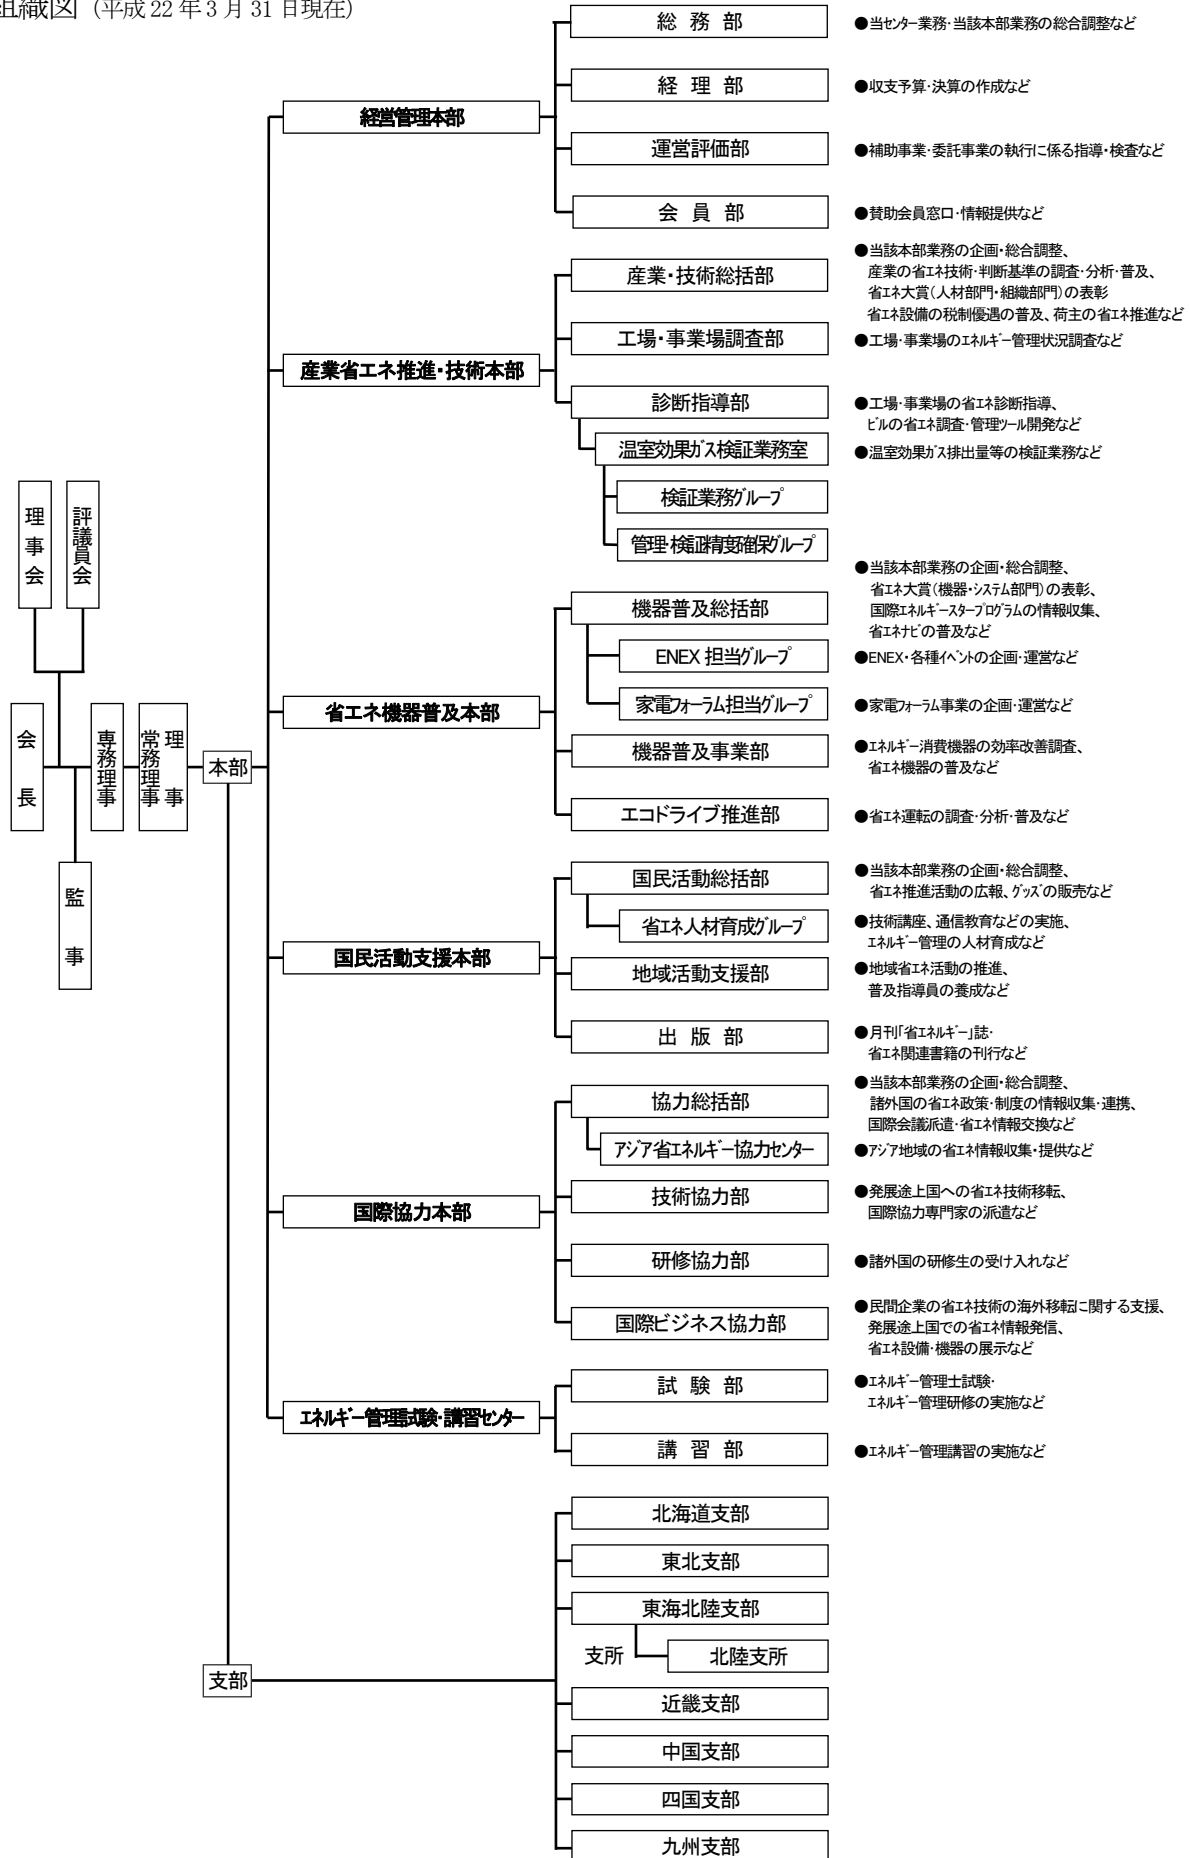 組織図（平成 22 年 3 月 31 日現在）
理事会
評議員会
会長
専務理事
常務理事
理事
監事
本部
経営管理本部
総務部
●当センター業務・当該本部業務の総合調整など
経理部
●収支予算・決算の作成など
運営評価部
●補助事業・委託事業の執行に係る指導・検査など
会員部
●賛助会員窓口・情報提供など
産業省エネ推進・技術本部
産業・技術総括部
●当該本部業務の企画・総合調整、
産業の省エネ技術・判断基準の調査・分析・普及、
省エネ大賞（人材部門・組織部門）の表彰
省エネ設備の税制優遇の普及、荷主の省エネ推進など
工場・事業場調査部
●工場・事業場のエネルギー管理状況調査など
診断指導部
●工場・事業場の省エネ診断指導、
ビルの省エネ調査・管理ツール開発など
温室効果ガス検証業務室
●温室効果ガス排出量等の検証業務など
検証業務グループ
管理・検証精度確保グループ
省エネ機器普及本部
機器普及総括部
●当該本部業務の企画・総合調整、
省エネ大賞（機器・システム部門）の表彰、
国際エネルギースタープログラムの情報収集、
省エネナビの普及など
ENEX 担当グループ
●ENEX・各種イベントの企画・運営など
家電フォーラム担当グループ
●家電フォーラム事業の企画・運営など
機器普及事業部
●エネルギー消費機器の効率改善調査、
省エネ機器の普及など
エコドライブ推進部
●省エネ運転の調査・分析・普及など
国民活動支援本部
国民活動総括部
●当該本部業務の企画・総合調整、
省エネ推進活動の広報、グッズの販売など
省エネ人材育成グループ
●技術講座、通信教育などの実施、
エネルギー管理の人材育成など
地域活動支援部
●地域省エネ活動の推進、
普及指導員の養成など
出版部
●月刊「省エネルギー」誌・
省エネ関連書籍の刊行など
国際協力本部
協力総括部
●当該本部業務の企画・総合調整、
諸外国の省エネ政策・制度の情報収集・連携、
国際会議派遣・省エネ情報交換など
アジア省エネルギー協力センター
●アジア地域の省エネ情報収集・提供など
技術協力部
●発展途上国への省エネ技術移転、
国際協力専門家の派遣など
研修協力部
●諸外国の研修生の受け入れなど
国際ビジネス協力部
●民間企業の省エネ技術の海外移転に関する支援、
発展途上国での省エネ情報発信、
省エネ設備・機器の展示など
エネルギー管理試験・講習センター
試験部
●エネルギー管理士試験・
エネルギー管理研修の実施など
講習部
●エネルギー管理講習の実施など
支部
北海道支部
東北支部
東海北陸支部
支所
北陸支所
近畿支部
中国支部
四国支部
九州支部